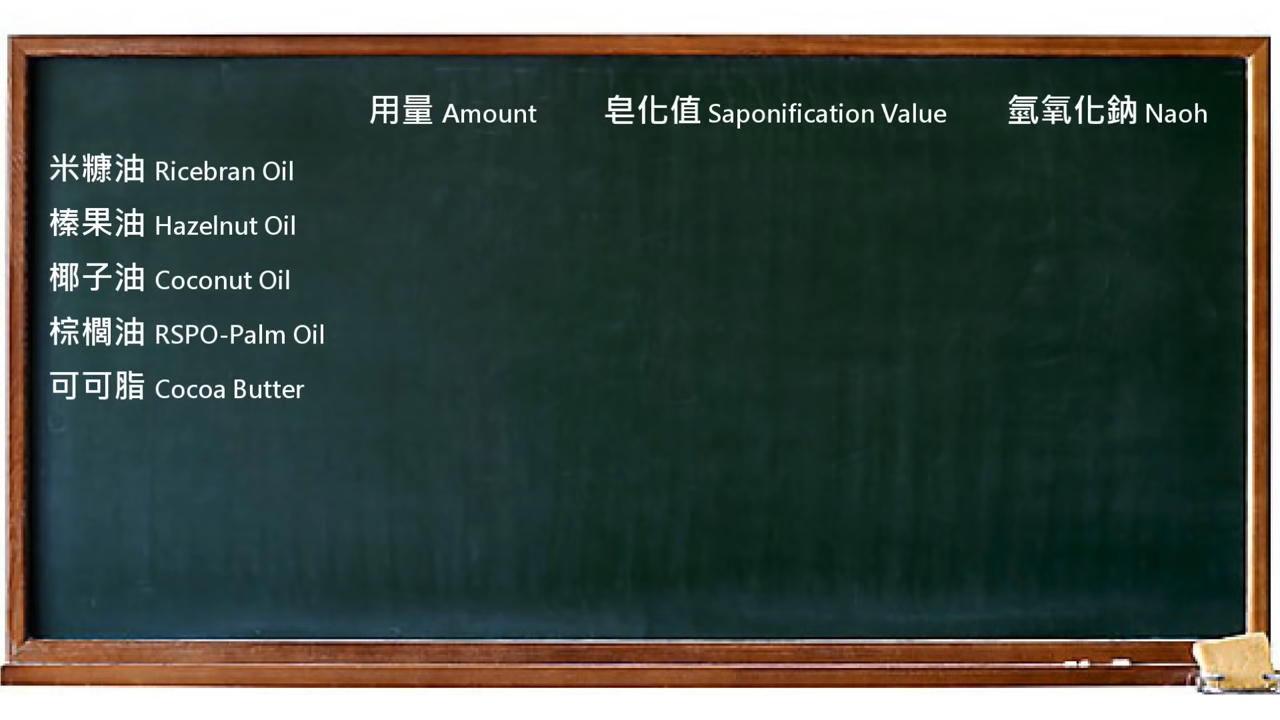 用量 Amount 皂化值 Saponification Value 氫氧化鈉 Naoh
米糠油 Ricebran Oil
榛果油 Hazelnut Oil
椰子油 Coconut Oil
棕櫚油 RSPO-Palm Oil
可可脂 Cocoa Butter